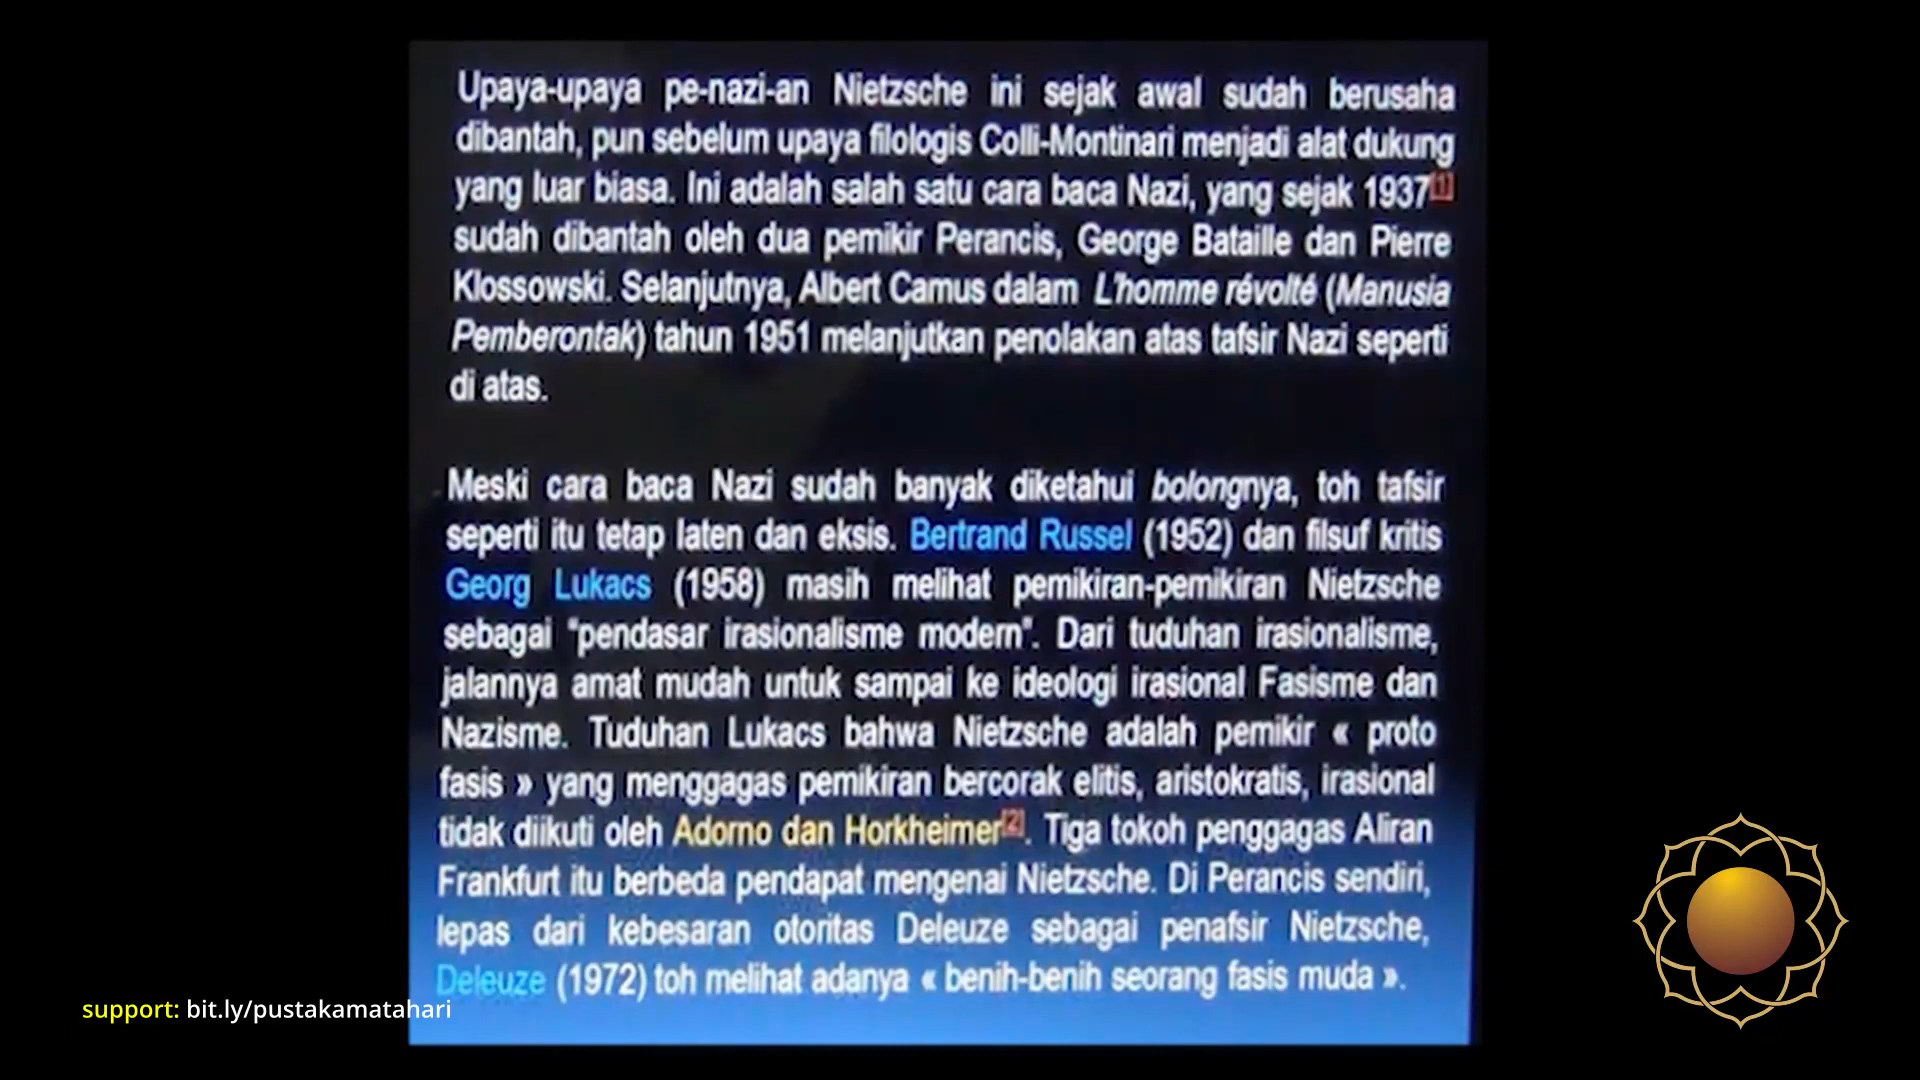 Upaya-upaya pe-nazi-an Nietzsche ini sejak awal sudah berusaha
dibantah, pun sebelum upaya filologis Colli-Montinari menjadi alat dukung
yang luar biasa. Ini adalah salah satu cara baca Nazi, yang sejak 1937[1]
sudah dibantah oleh dua pemikir Perancis, George Bataille dan Pierre
Klossowski. Selanjutnya, Albert Camus dalam L'homme révolté (Manusia
Pemberontak) tahun 1951 melanjutkan penolakan atas tafsir Nazi seperti
di atas.
Meski cara baca Nazi sudah banyak diketahui bolongnya, toh tafsir
seperti itu tetap laten dan eksis. Bertrand Russel (1952) dan filsuf kritis
Georg Lukacs (1958) masih melihat pemikiran-pemikiran Nietzsche
sebagai "pendasar irasionalisme modern". Dari tuduhan irasionalisme,
jalannya amat mudah untuk sampai ke ideologi irasional Fasisme dan
Nazisme. Tuduhan Lukacs bahwa Nietzsche adalah pemikir « proto
fasis » yang menggagas pemikiran bercorak elitis, aristokratis, irasional
tidak diikuti oleh Adorno dan Horkheimer[2]. Tiga tokoh penggagas Aliran
Frankfurt itu berbeda pendapat mengenai Nietzsche. Di Perancis sendiri,
lepas dari kebesaran otoritas Deleuze sebagai penafsir Nietzsche,
Deleuze (1972) toh melihat adanya « benih-benih seorang fasis muda ».
support: bit.ly/pustakamatahari